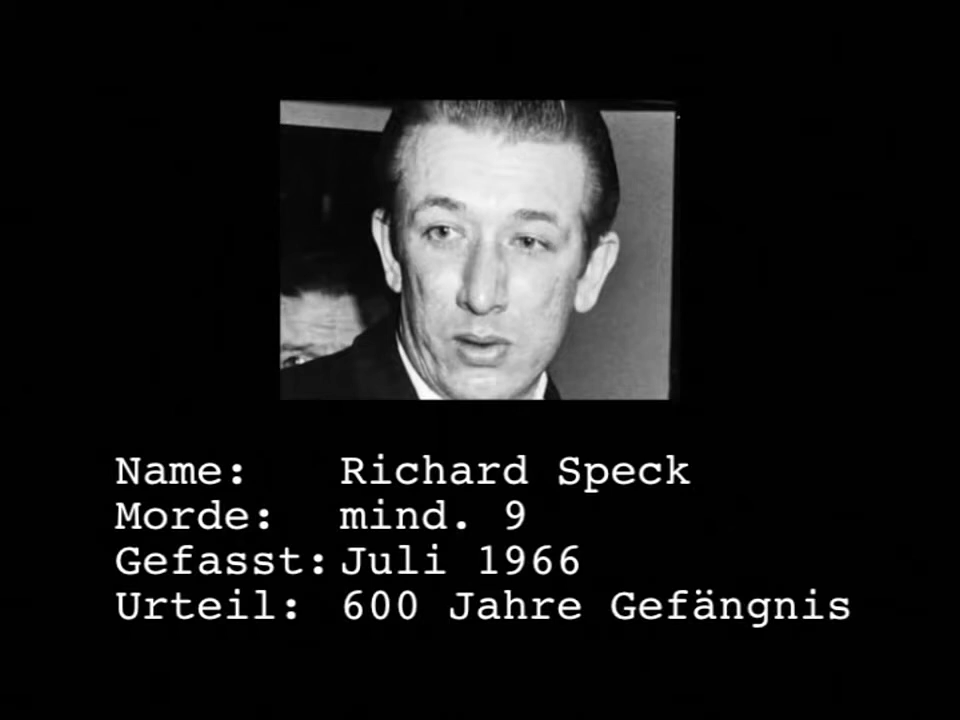 Name: Richard Speck
Morde: mind. 9
Gefasst: Juli 1966
Urteil: 600 Jahre Gefängnis